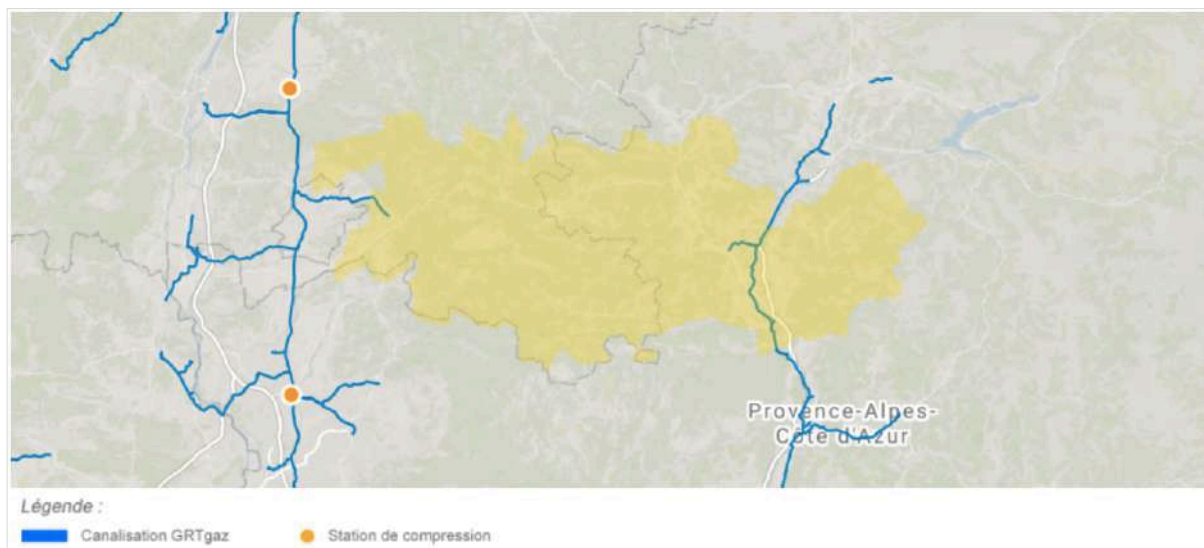 Provence-Alpes-
Côte d'Azur
Légende :
Canalisation GRTgaz
Station de compression